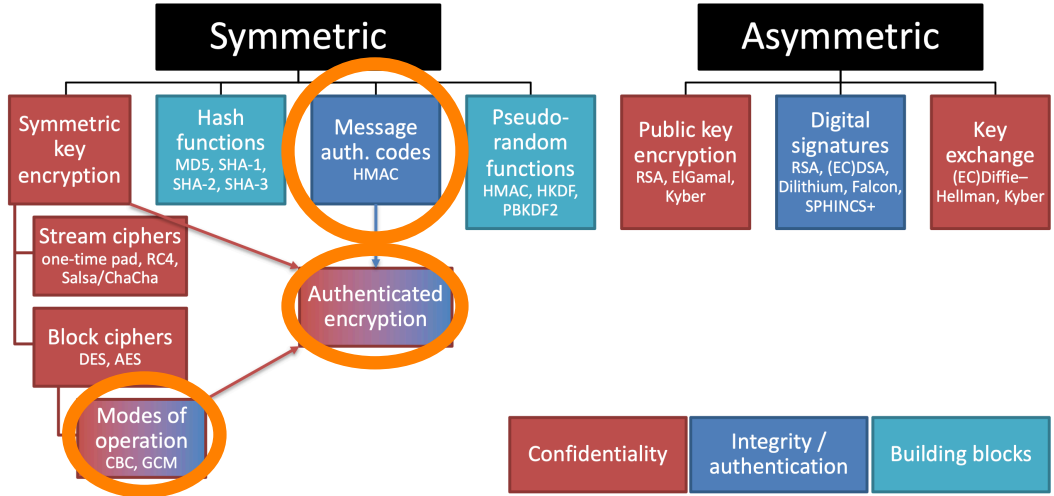 Symmetric
Asymmetric
Symmetric
key
encryption
Hash
functions
MD5, SHA-1,
SHA-2, SHA-3
Message
auth. codes
HMAC
Pseudo-
random
functions
HMAC, HKDF,
PBKDF2
Public key
encryption
RSA, ElGamal,
Kyber
Digital
signatures
RSA, (EC)DSA,
Dilithium, Falcon,
SPHINCS+
Key
exchange
(EC)Diffie–
Hellman, Kyber
Stream ciphers
one-time pad, RC4,
Salsa/ChaCha
Authenticated
encryption
Block ciphers
DES, AES
Modes of
operation
CBC, GCM
Confidentiality
Integrity /
authentication
Building blocks